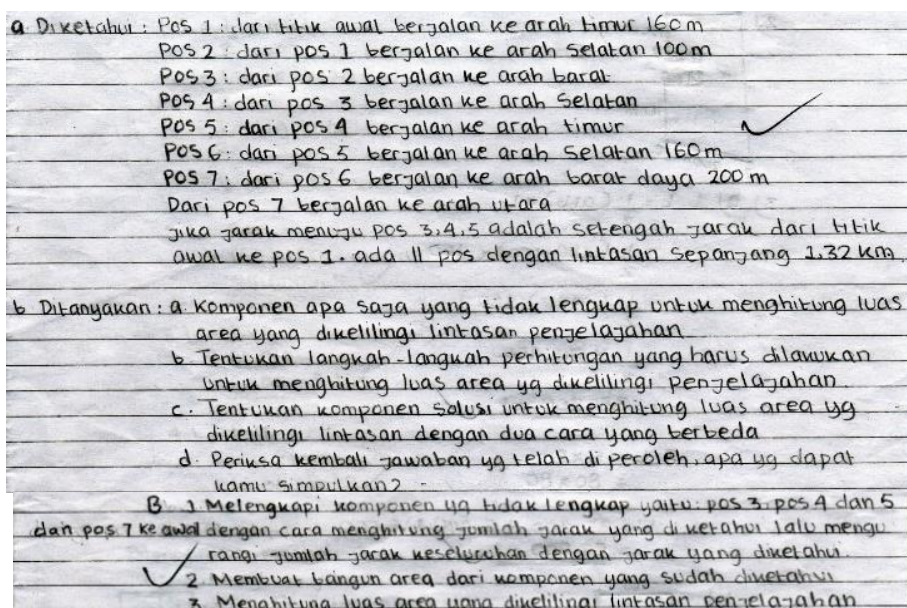 a Diketahui : Pos 1 : dari titik awal berjalan ke arah timur 160 m
POS 2 : dari pos 1 berjalan ke arah Selatan 100 m
POS 3 : dari pos 2 berjalan ke arah barat
POS 4 : dari pos 3 berjalan ke arah Selatan
POS 5 : dari pos 4 berjalan ke arah timur
POS 6 : dari pos 5 berjalan ke arah Selatan 160 m
POS 7 : dari pos 6 berjalan ke arah barat daya 200 m
Dari pos 7 berjalan ke arah utara
jika jarak menuju pos 3.4.5 adalah setengah jarak dari titik
awal ke pos 1. ada 11 pos dengan lintasan sepanjang 1.32 km
b Ditanyakan : a. Komponen apa saja yang tidak lengkap untuk menghitung luas
area yang dikelilingi lintasan penjelajahan
b. Tentukan langkah-langkah perhitungan yang harus dilakukan
untuk menghitung luas area yg dikelilingi penjelajahan.
c. Tentukan komponen solusi untuk menghitung luas area yg
dikelilingi lintasan dengan dua cara yang berbeda
d. Periksa kembali jawaban yg telah di peroleh, apa yg dapat
kamu simpulkan?
B 1 Melengkapi komponen yg tidak lengkap yaitu : pos 3, pos 4 dan 5
dan pos 7 ke awal dengan cara menghitung jumlah jarak yang di ketahui lalu mengu
rangi jumlah jarak keseluruhan dengan jarak yang diketahui.
2 Membuat bangun area dari komponen yang sudah diketahui
3 Menghitung luas area yang dikelilingi lintasan penjelajahan